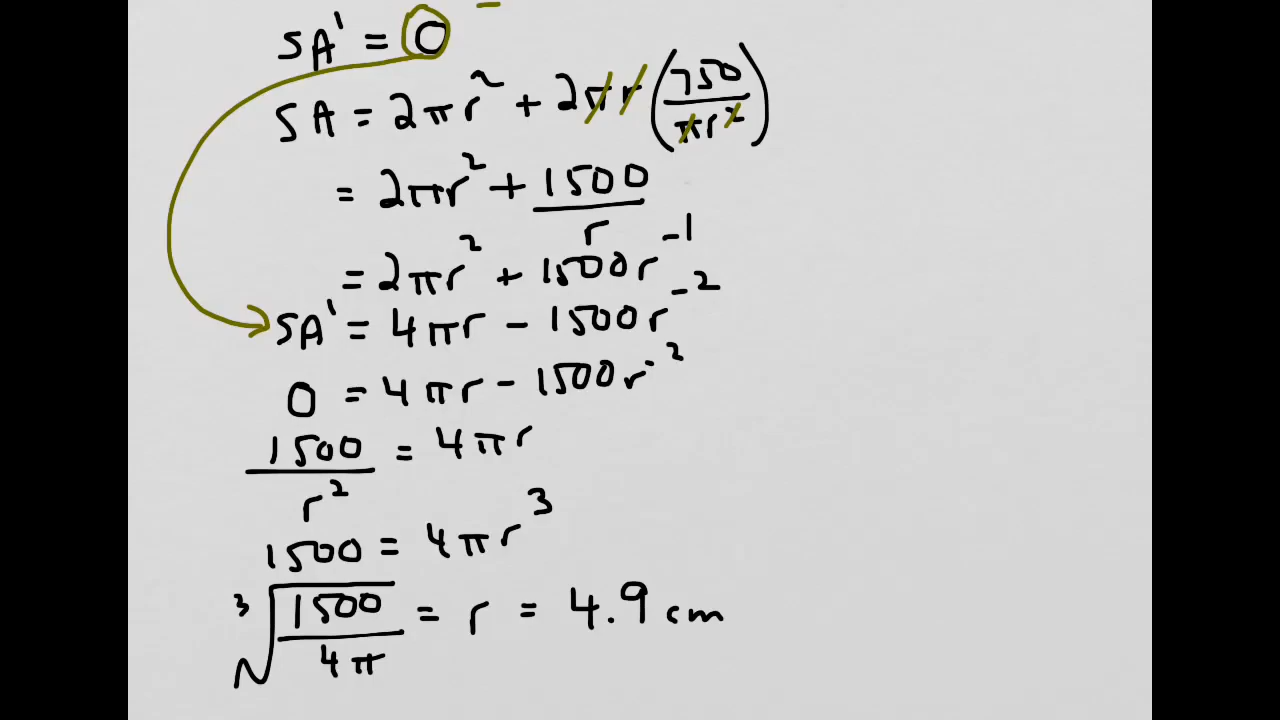 SA' = 0
SA = 2πr² + 2πr(750/πr²)
= 2πr² + 1500/r
= 2πr² + 1500r⁻¹
SA' = 4πr - 1500r⁻²
0 = 4πr - 1500r⁻²
1500/r² = 4πr
1500 = 4πr³
∛(1500/4π) = r = 4.9 cm